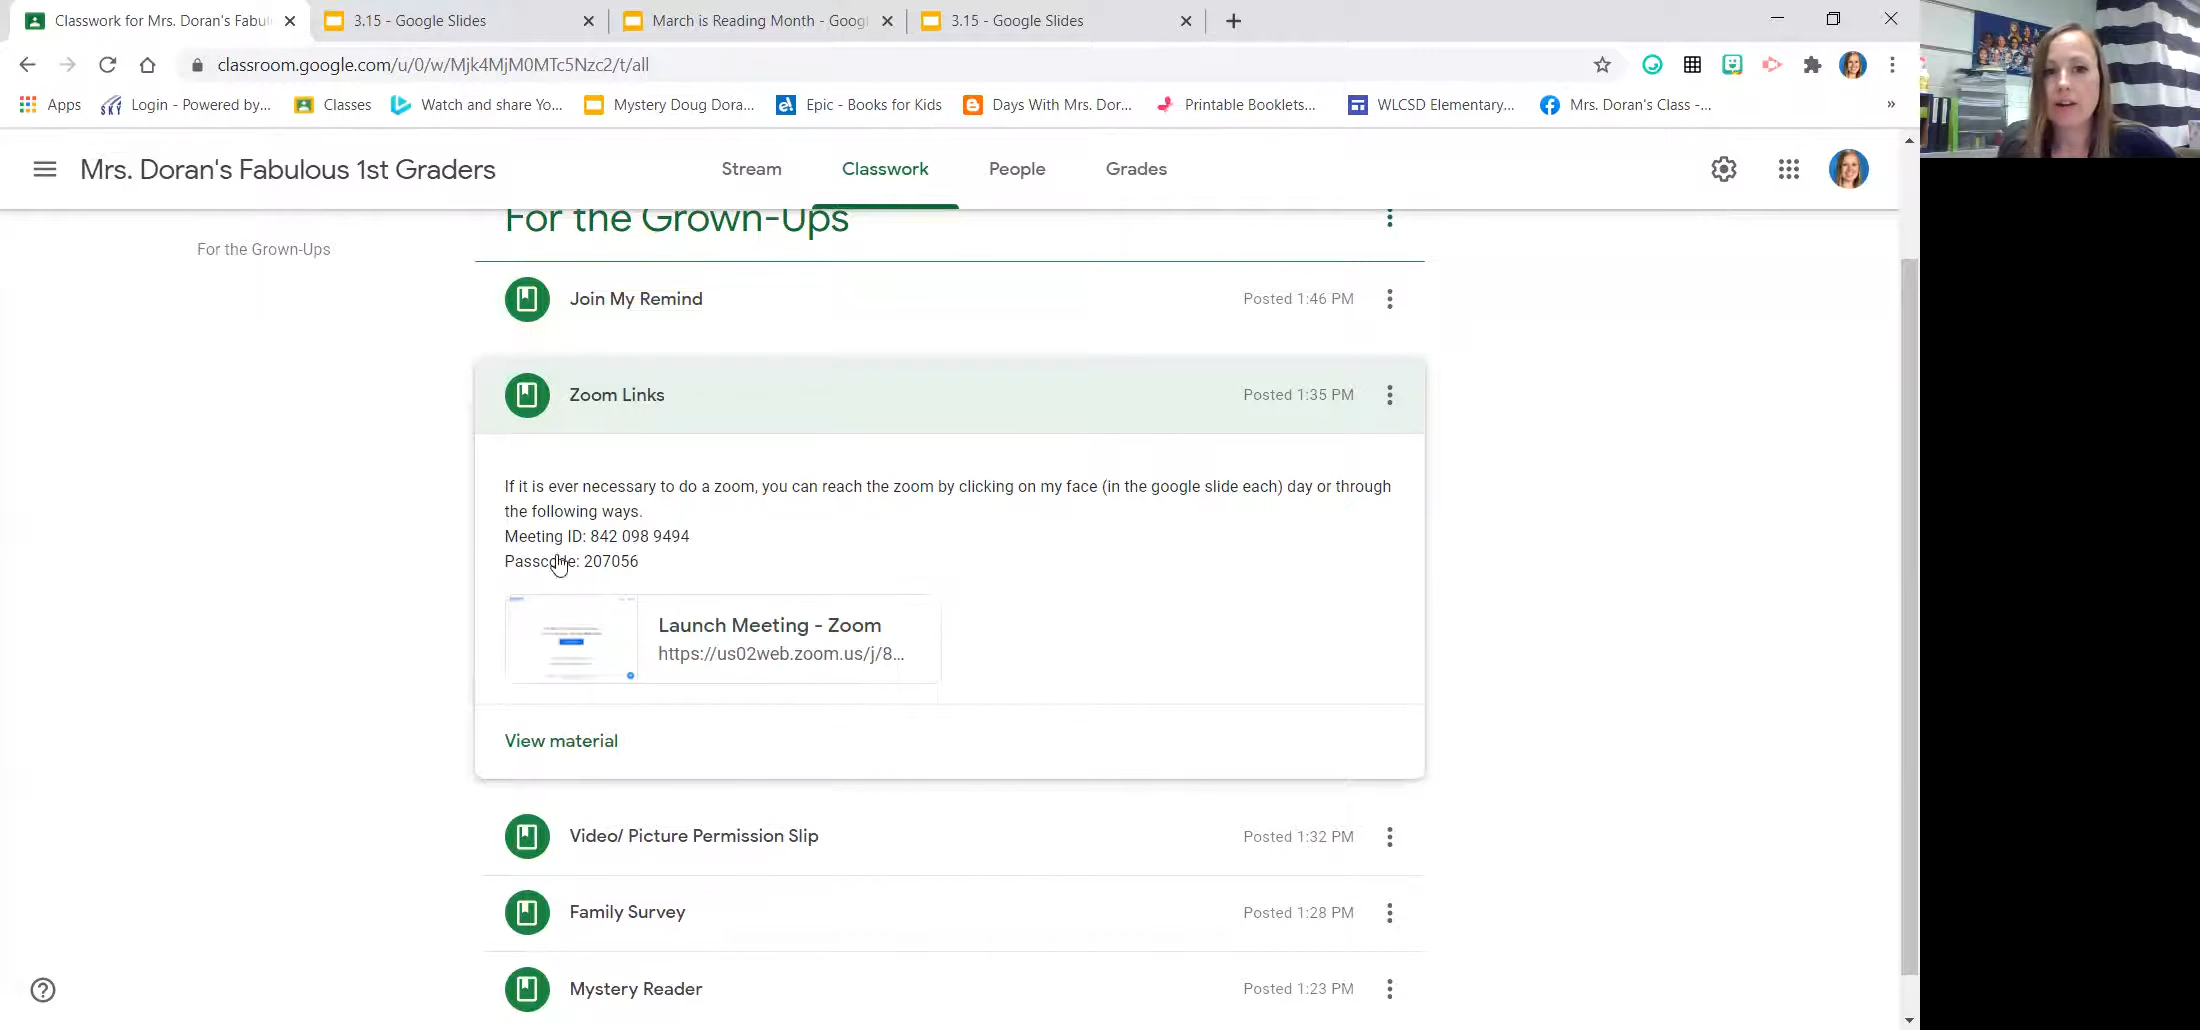 Classwork for Mrs. Doran's Fabul
3.15 - Google Slides
March is Reading Month - Goog
3.15 - Google Slides
classroom.google.com/u/0/w/Mjk4MjM0MTc5Nzc2/t/all
Apps
Login - Powered by...
Classes
Watch and share Yo...
Mystery Doug Dora...
Epic - Books for Kids
Days With Mrs. Dor...
Printable Booklets...
WLCSD Elementary...
Mrs. Doran's Class -...
»
Mrs. Doran's Fabulous 1st Graders
Stream
Classwork
People
Grades
For the Grown-Ups
For the Grown-Ups
Join My Remind
Posted 1:46 PM
Zoom Links
Posted 1:35 PM
If it is ever necessary to do a zoom, you can reach the zoom by clicking on my face (in the google slide each) day or through
the following ways.
Meeting ID: 842 098 9494
Passcode: 207056
Launch Meeting - Zoom
https://us02web.zoom.us/j/8...
View material
Video/ Picture Permission Slip
Posted 1:32 PM
Family Survey
Posted 1:28 PM
Mystery Reader
Posted 1:23 PM